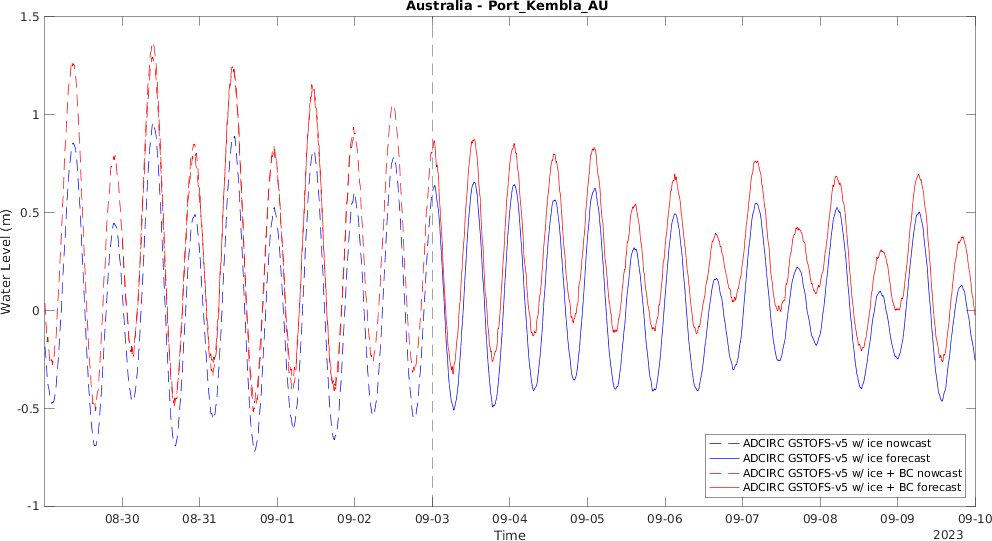 Australia - Port_Kembla_AU
1.5
1
0.5
0
-0.5
-1
Water Level (m)
ADCIRC GSTOFS-v5 w/ ice nowcast
ADCIRC GSTOFS-v5 w/ ice forecast
ADCIRC GSTOFS-v5 w/ ice + BC nowcast
ADCIRC GSTOFS-v5 w/ ice + BC forecast
08-30 08-31 09-01 09-02 09-03 09-04 09-05 09-06 09-07 09-08 09-09 09-10
Time
2023